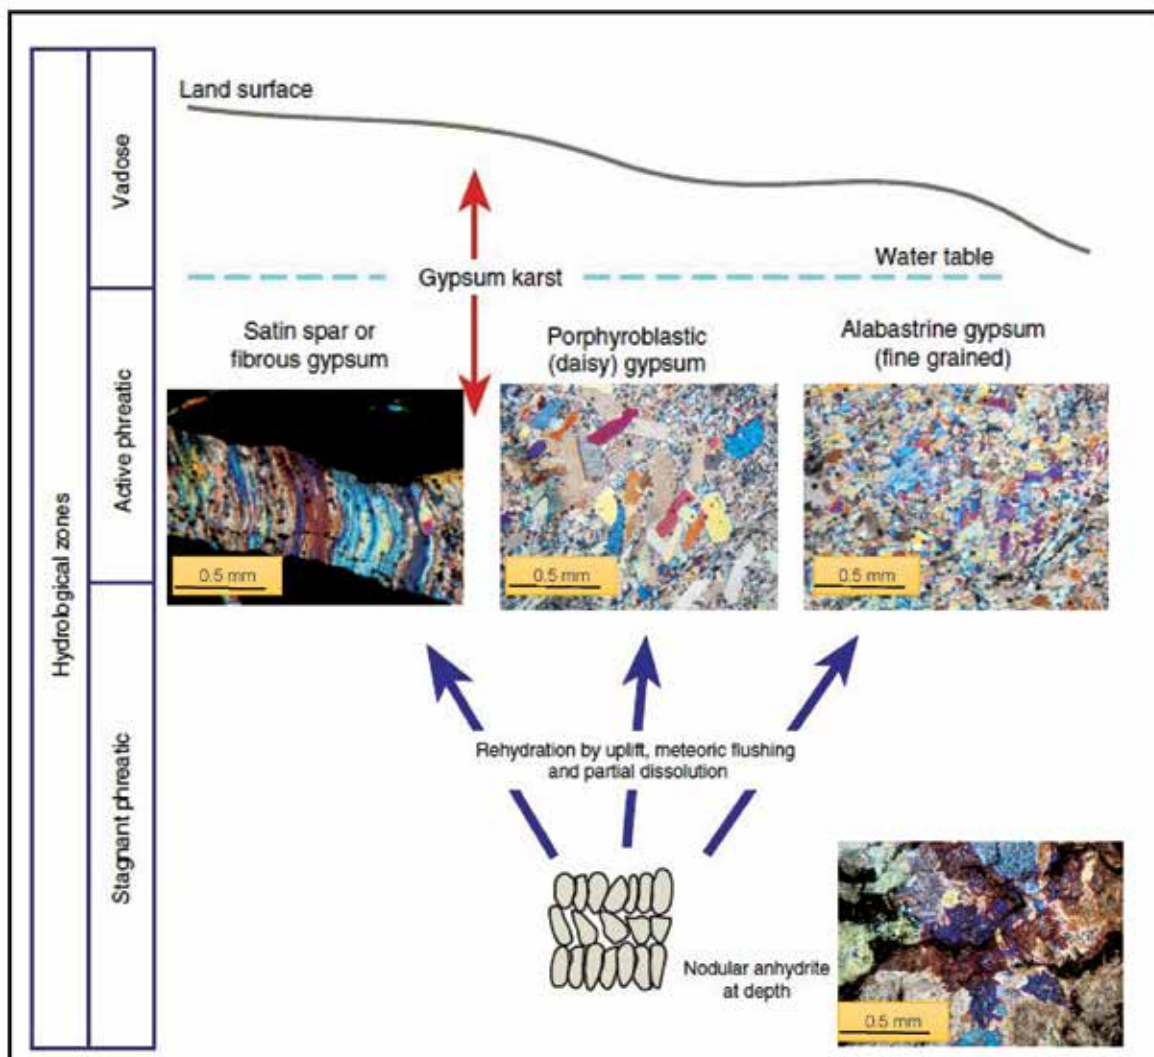 Hydrological zones
Vadose
Active phreatic
Stagnant phreatic
Land surface
Water table
Gypsum karst
Satin spar or
fibrous gypsum
Porphyroblastic
(daisy) gypsum
Alabastrine gypsum
(fine grained)
0.5 mm
0.5 mm
0.5 mm
Rehydration by uplift, meteoric flushing
and partial dissolution
Nodular anhydrite
at depth
0.5 mm